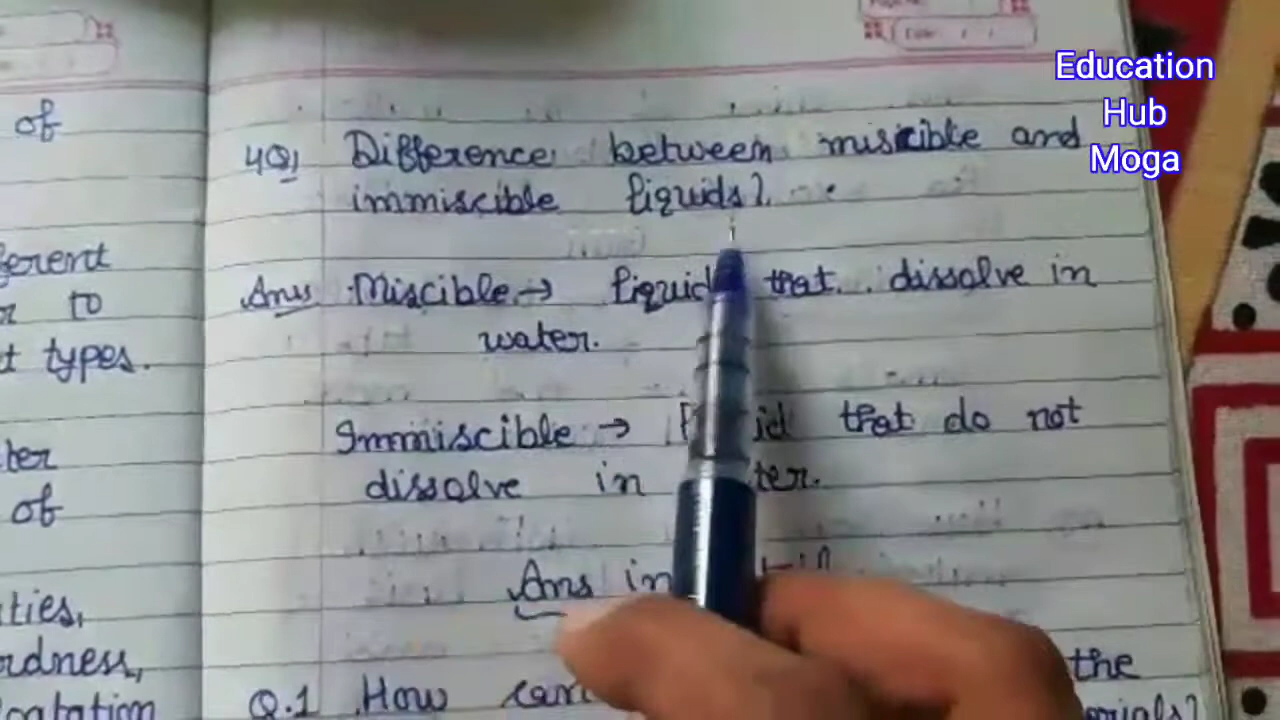 of
ferent
to
t types.
ter
of
ties,
rdness,
4Q, Difference between miscible and
immiscible liquids?
Ans Miscible → liquid that dissolve in
water.
Immiscible → that do not
dissolve in
Ans in
Q.1 How can the
Education
Hub
Moga